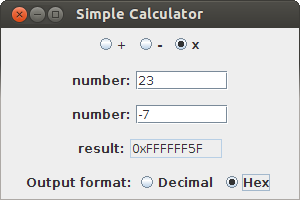 Simple Calculator
+ - x
number: 23
number: -7
result: 0xFFFFFF5F
Output format: Decimal Hex